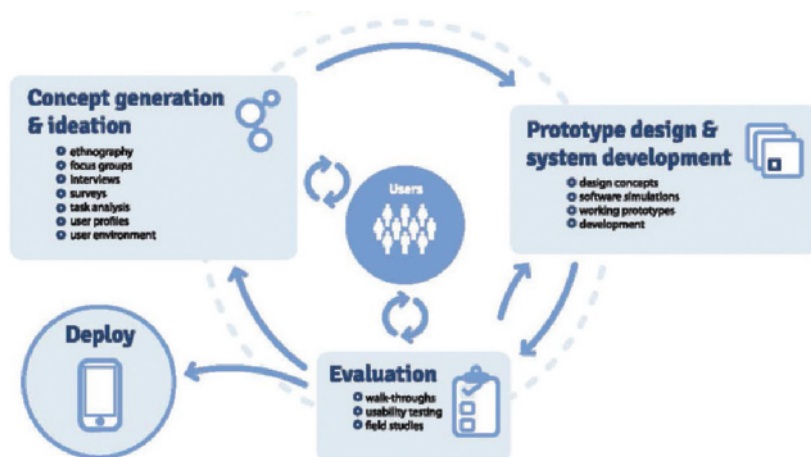 Concept generation
& ideation
ethnography
focus groups
interviews
surveys
task analysis
user profiles
user environment
Users
Prototype design &
system development
design concepts
software simulations
working prototypes
development
Deploy
Evaluation
walk-throughs
usability testing
field studies